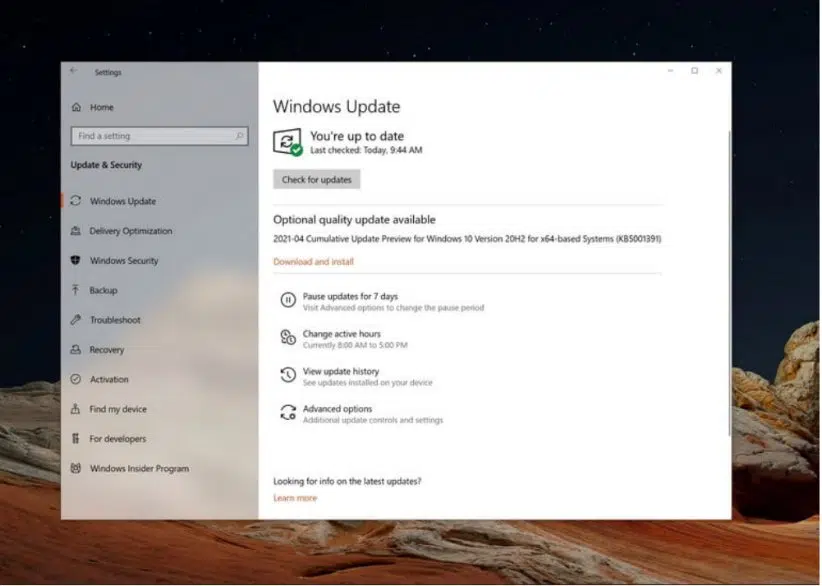 Settings
Home
Find a setting
Update & Security
Windows Update
Delivery Optimization
Windows Security
Backup
Troubleshoot
Recovery
Activation
Find my device
For developers
Windows Insider Program
Windows Update
You're up to date
Last checked: Today, 9:44 AM
Check for updates
Optional quality update available
2021-04 Cumulative Update Preview for Windows 10 Version 20H2 for x64-based Systems (KB5001391)
Download and install
Pause updates for 7 days
Visit Advanced options to change the pause period
Change active hours
Currently 8:00 AM to 5:00 PM
View update history
See updates installed on your device
Advanced options
Additional update controls and settings
Looking for info on the latest updates?
Learn more